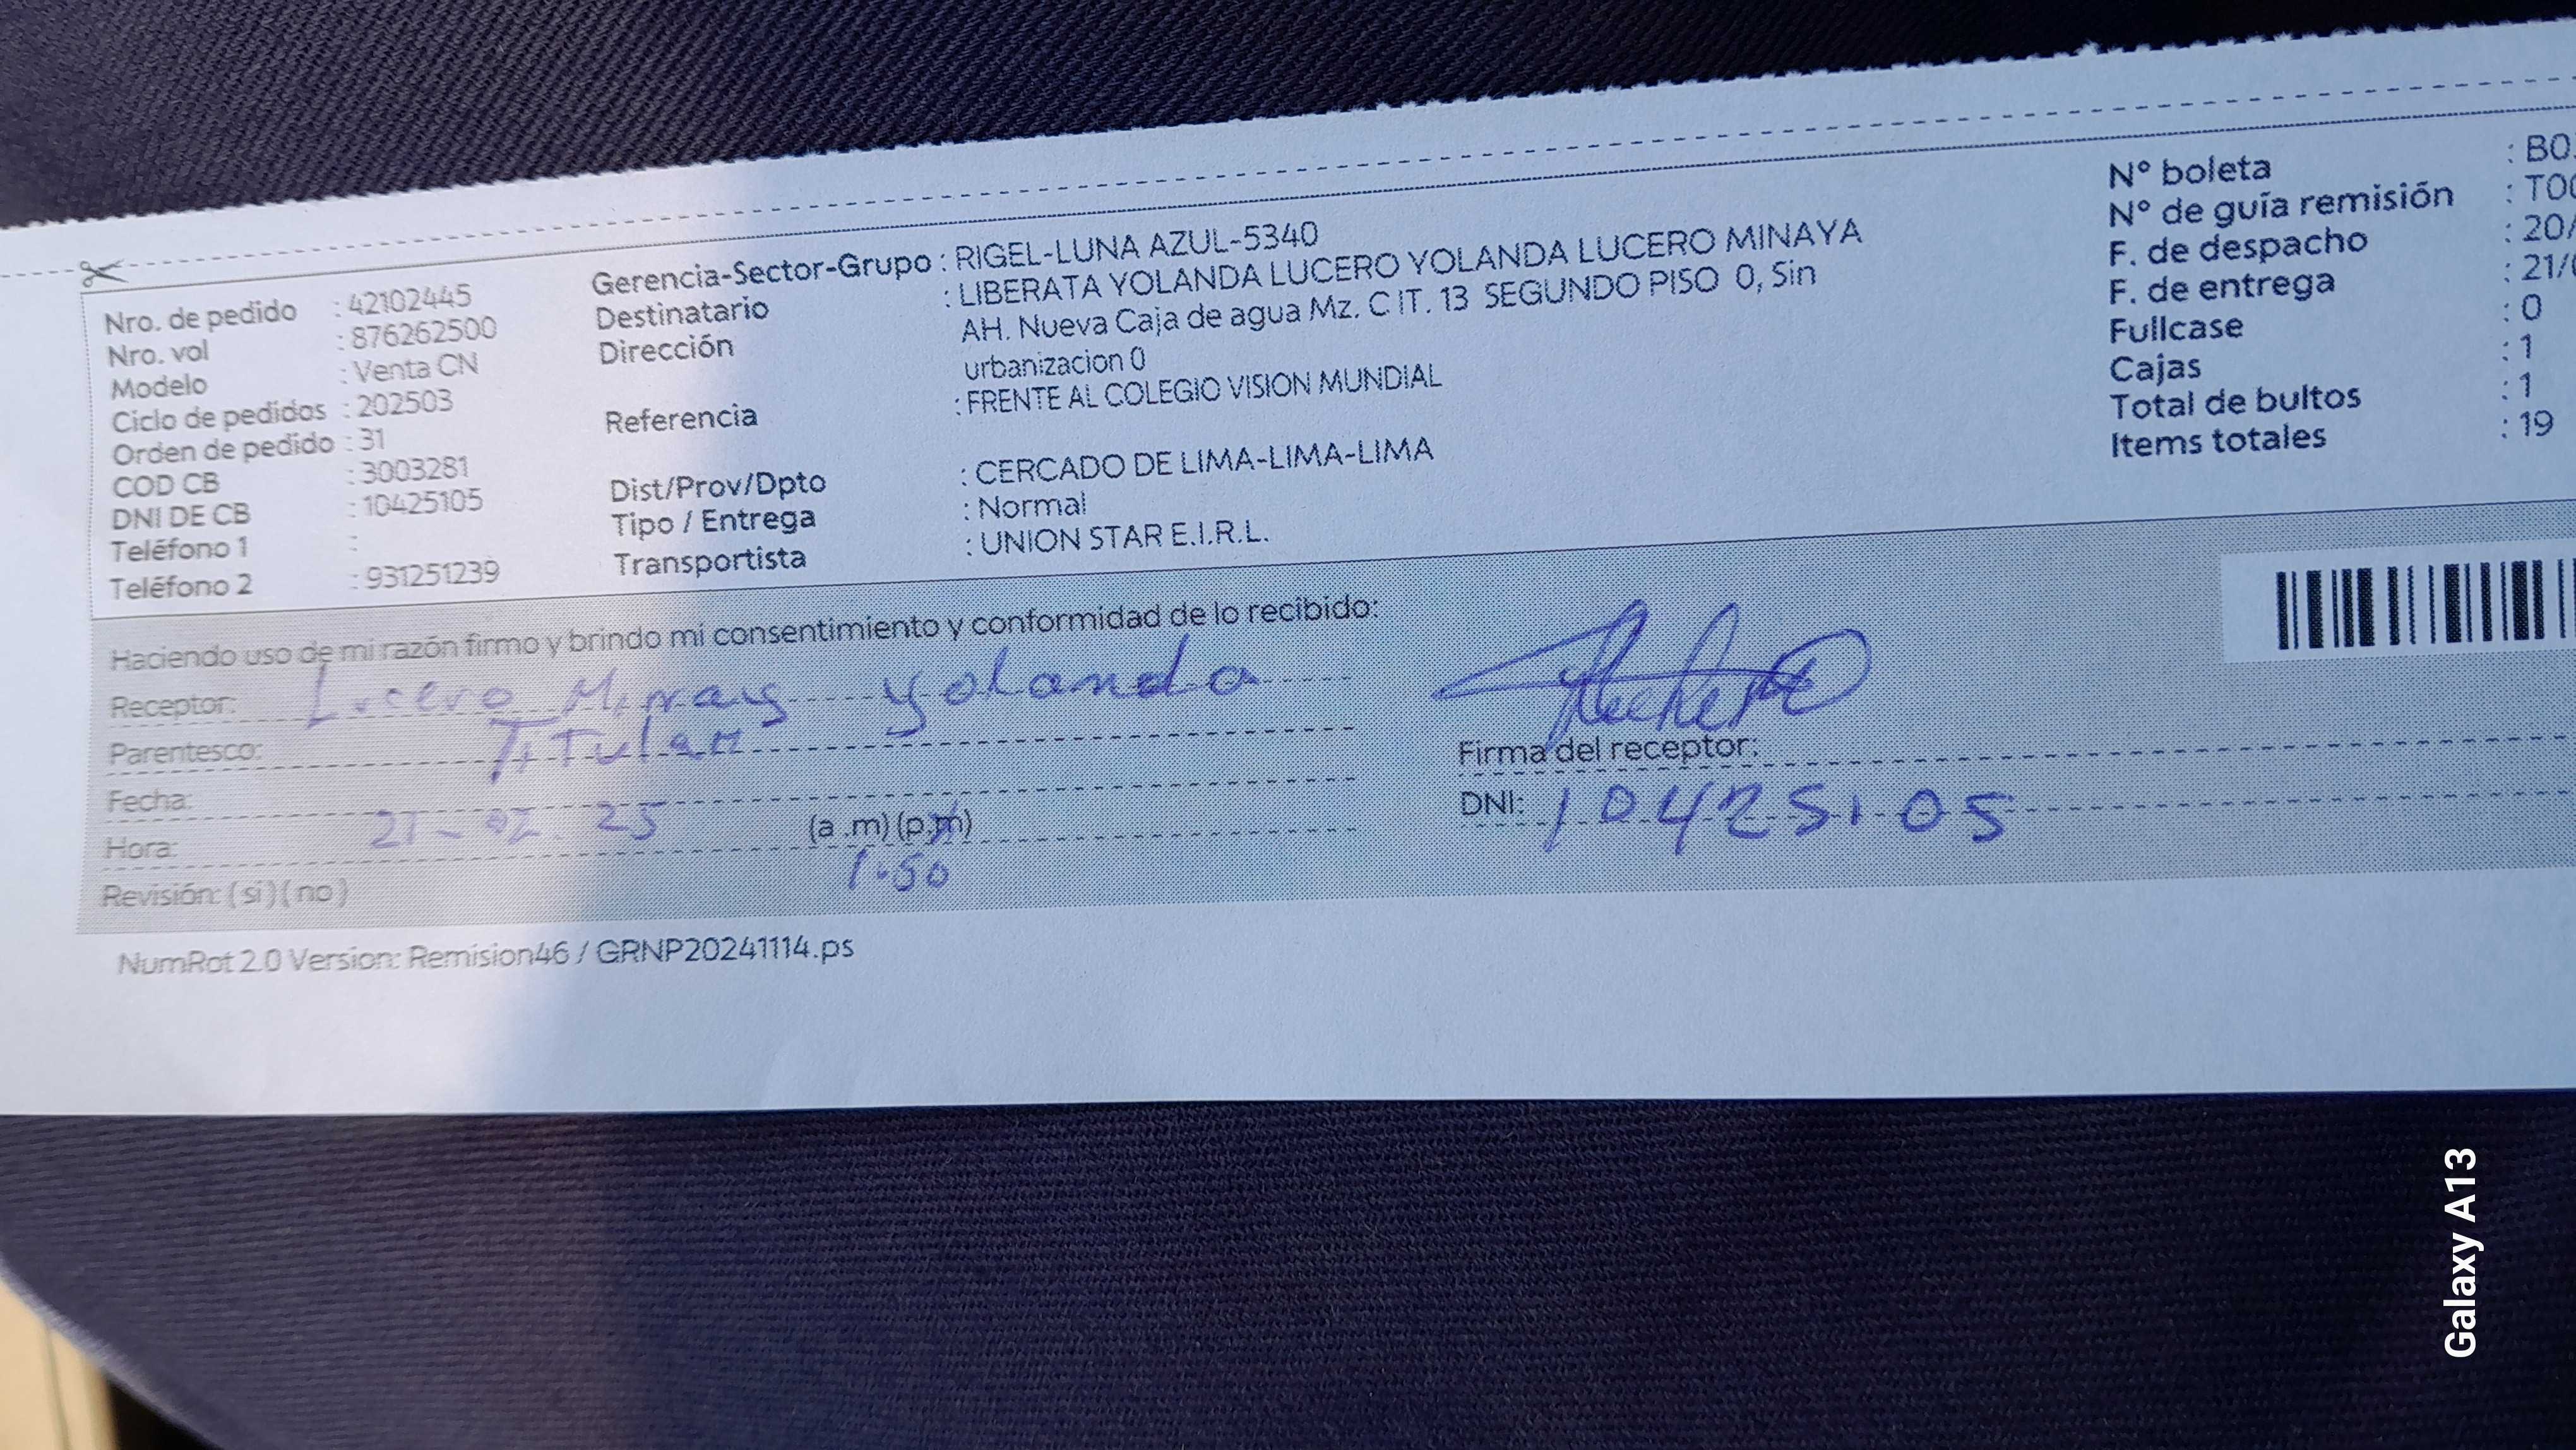 Nro. de pedido : 42102445
Nro. vol : 876262500
Modelo : Venta CN
Ciclo de pedidos : 202503
Orden de pedido : 31
COD CB : 3003281
DNI DE CB : 10425105
Teléfono 1 :
Teléfono 2 : 931251239
Gerencia-Sector-Grupo : RIGEL-LUNA AZUL-5340
Destinatario : LIBERATA YOLANDA LUCERO YOLANDA LUCERO MINAYA
Dirección AH. Nueva Caja de agua Mz. C lT. 13 SEGUNDO PISO 0, Sin
urbanizacion 0
Referencia : FRENTE AL COLEGIO VISION MUNDIAL
Dist/Prov/Dpto : CERCADO DE LIMA-LIMA-LIMA
Tipo / Entrega : Normal
Transportista : UNION STAR E.I.R.L.
N° boleta : B0
N° de guía remisión : T00
F. de despacho : 20/
F. de entrega : 21/
Fullcase : 0
Cajas : 1
Total de bultos : 1
Items totales : 19
Haciendo uso de mi razón firmo y brindo mi consentimiento y conformidad de lo recibido:
Receptor: Lucero Yolanda
Parentesco: Titular
Fecha: 21-02-25
Hora: (a .m) (p.m)
1.50
Revisión: ( si ) ( no )
Firma del receptor:
DNI: 10425105
NumRot 2.0 Version: Remision46 / GRNP20241114.ps
Galaxy A13